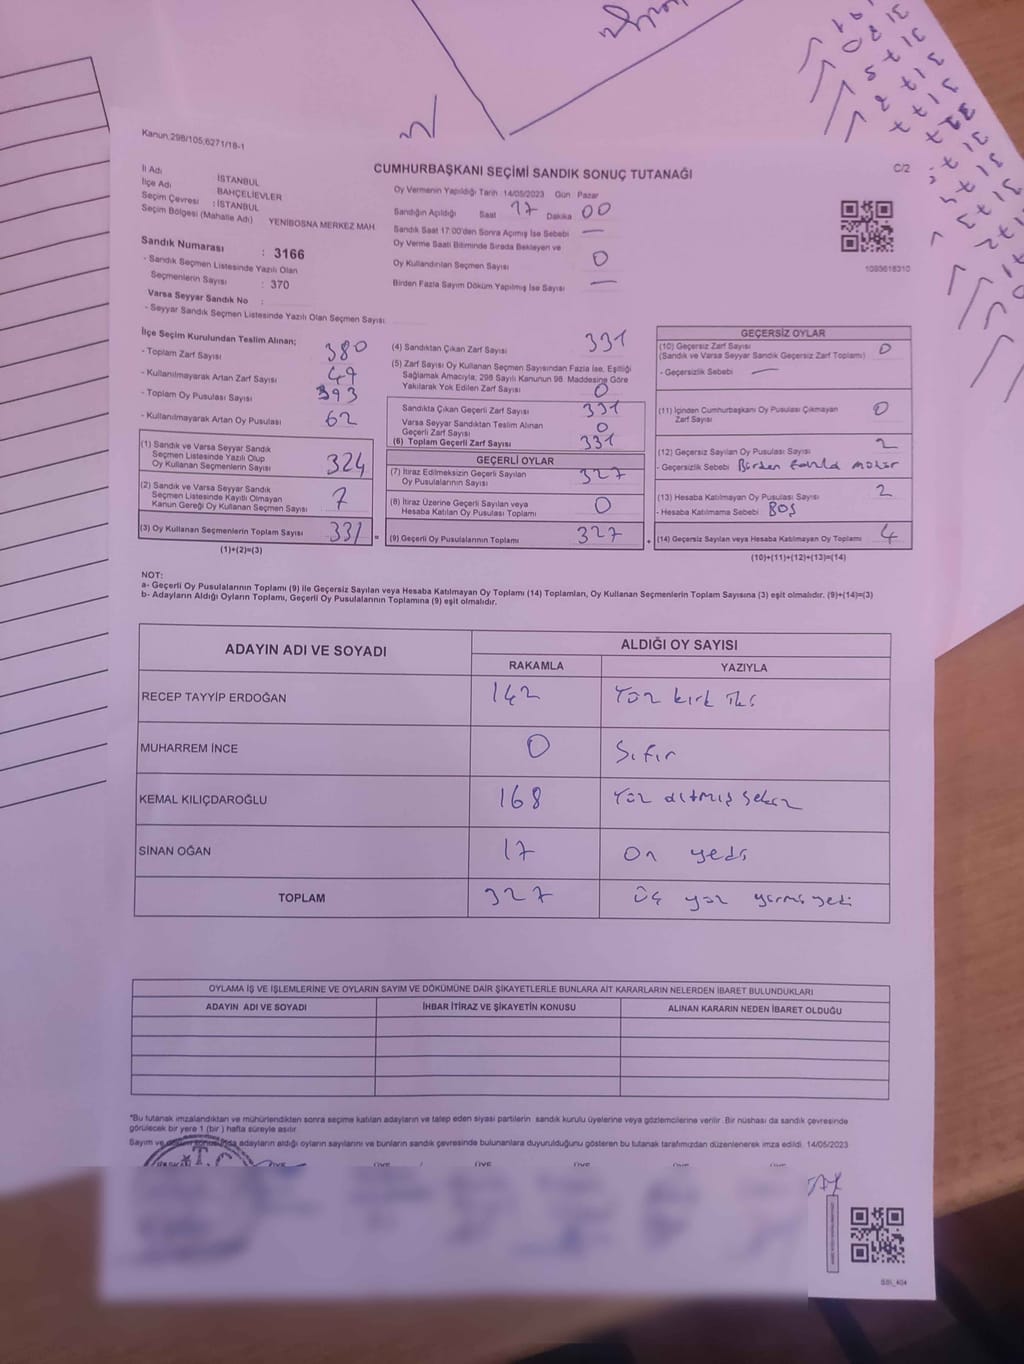 Kanun,298/105,6271/18-1
CUMHURBAŞKANI SEÇİMİ SANDIK SONUÇ TUTANAĞI
C/2
İl Adı İSTANBUL
İlçe Adı BAHÇELİEVLER
Seçim Çevresi : İSTANBUL
Seçim Bölgesi (Mahalle Adı) YENİBOSNA MERKEZ MAH
Oy Vermenin Yapıldığı Tarih 14/05/2023 Gün Pazar
Sandığın Açıldığı Saat 17 Dakika 00
Sandık Saat 17:00'den Sonra Açılmış İse Sebebi —
Oy Verme Saati Bitiminde Sırada Bekleyen ve
Oy Kullandırılan Seçmen Sayısı 0
Birden Fazla Sayım Döküm Yapılmış İse Sayısı —
1093618310
Sandık Numarası : 3166
- Sandık Seçmen Listesinde Yazılı Olan
Seçmenlerin Sayısı : 370
Varsa Seyyar Sandık No :
- Seyyar Sandık Seçmen Listesinde Yazılı Olan Seçmen Sayısı
İlçe Seçim Kurulundan Teslim Alınan;
- Toplam Zarf Sayısı 380
- Kullanılmayarak Artan Zarf Sayısı 49
- Toplam Oy Pusulası Sayısı 393
- Kullanılmayarak Artan Oy Pusulası 62
(1) Sandık ve Varsa Seyyar Sandık
Seçmen Listesinde Yazılı Olup
Oy Kullanan Seçmenlerin Sayısı 324
(2) Sandık ve Varsa Seyyar Sandık
Seçmen Listesinde Kayıtlı Olmayan
Kanun Gereği Oy Kullanan Seçmen Sayısı 7
(3) Oy Kullanan Seçmenlerin Toplam Sayısı 331 =
(1)+(2)=(3)
(4) Sandıktan Çıkan Zarf Sayısı 331
(5) Zarf Sayısı Oy Kullanan Seçmen Sayısından Fazla İse, Eşitliği
Sağlamak Amacıyla, 298 Sayılı Kanunun 98. Maddesine Göre
Yakılarak Yok Edilen Zarf Sayısı 0
Sandıkta Çıkan Geçerli Zarf Sayısı 331
Varsa Seyyar Sandıktan Teslim Alınan
Geçerli Zarf Sayısı 0
(6) Toplam Geçerli Zarf Sayısı 331
GEÇERLİ OYLAR
(7) İtiraz Edilmeksizin Geçerli Sayılan
Oy Pusulalarının Sayısı 327
(8) İtiraz Üzerine Geçerli Sayılan veya
Hesaba Katılan Oy Pusulası Toplamı 0
(9) Geçerli Oy Pusulalarının Toplamı 327 +
GEÇERSİZ OYLAR
(10) Geçersiz Zarf Sayısı
(Sandık ve Varsa Seyyar Sandık Geçersiz Zarf Toplamı) 0
- Geçersizlik Sebebi —
(11) İçinden Cumhurbaşkanı Oy Pusulası Çıkmayan
Zarf Sayısı 0
(12) Geçersiz Sayılan Oy Pusulası Sayısı 2
- Geçersizlik Sebebi Birden fazla mühür
(13) Hesaba Katılmayan Oy Pusulası Sayısı 2
- Hesaba Katılmama Sebebi BOŞ
(14) Geçersiz Sayılan veya Hesaba Katılmayan Oy Toplamı 4
(10)+(11)+(12)+(13)=(14)
NOT:
a- Geçerli Oy Pusulalarının Toplamı (9) ile Geçersiz Sayılan veya Hesaba Katılmayan Oy Toplamı (14) Toplamları, Oy Kullanan Seçmenlerin Toplam Sayısına (3) eşit olmalıdır. (9)+(14)=(3)
b- Adayların Aldığı Oyların Toplamı, Geçerli Oy Pusulalarının Toplamına (9) eşit olmalıdır.
ADAYIN ADI VE SOYADI ALDIĞI OY SAYISI
RAKAMLA YAZIYLA
RECEP TAYYİP ERDOĞAN 142 Yüz kırk iki
MUHARREM İNCE 0 Sıfır
KEMAL KILIÇDAROĞLU 168 Yüz altmış sekiz
SİNAN OĞAN 17 On yedi
TOPLAM 327 üç yüz yirmi yedi
OYLAMA İŞ VE İŞLEMLERİNE VE OYLARIN SAYIM VE DÖKÜMÜNE DAİR ŞİKAYETLERLE BUNLARA AİT KARARLARIN NELERDEN İBARET BULUNDUKLARI
ADAYIN ADI VE SOYADI İHBAR İTİRAZ VE ŞİKAYETİN KONUSU ALINAN KARARIN NEDEN İBARET OLDUĞU
*Bu tutanak imzalandıktan ve mühürlendikten sonra seçime katılan adayların ve talep eden siyasi partilerin sandık kurulu üyelerine veya gözlemcilerine verilir. Bir nüshası da sandık çevresinde
görülecek bir yere 1 (bir) hafta süreyle asılır.
Sayım ve döküm sonucunda adayların aldığı oyların sayılarını ve bunların sandık çevresinde bulunanlara duyurulduğunu gösteren bu tutanak tarafımızdan düzenlenerek imza edildi. 14/05/2023
T.C.
SSI_404